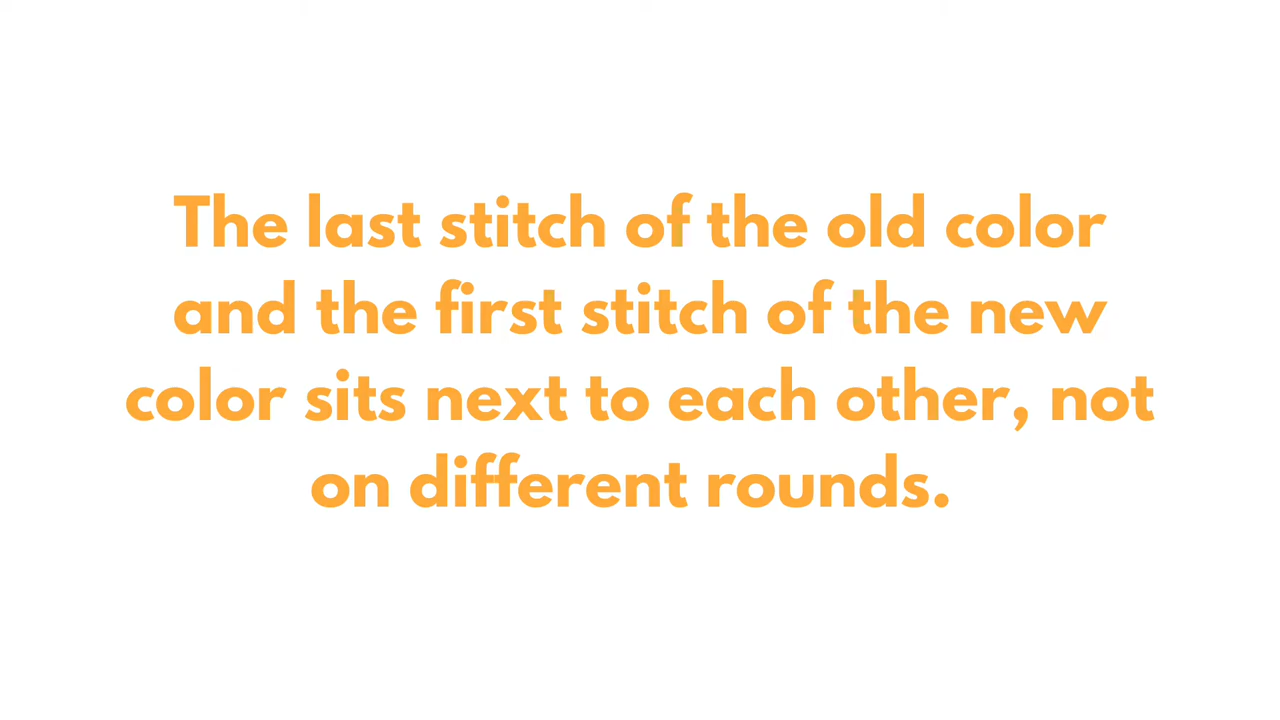 The last stitch of the old color
and the first stitch of the new
color sits next to each other, not
on different rounds.